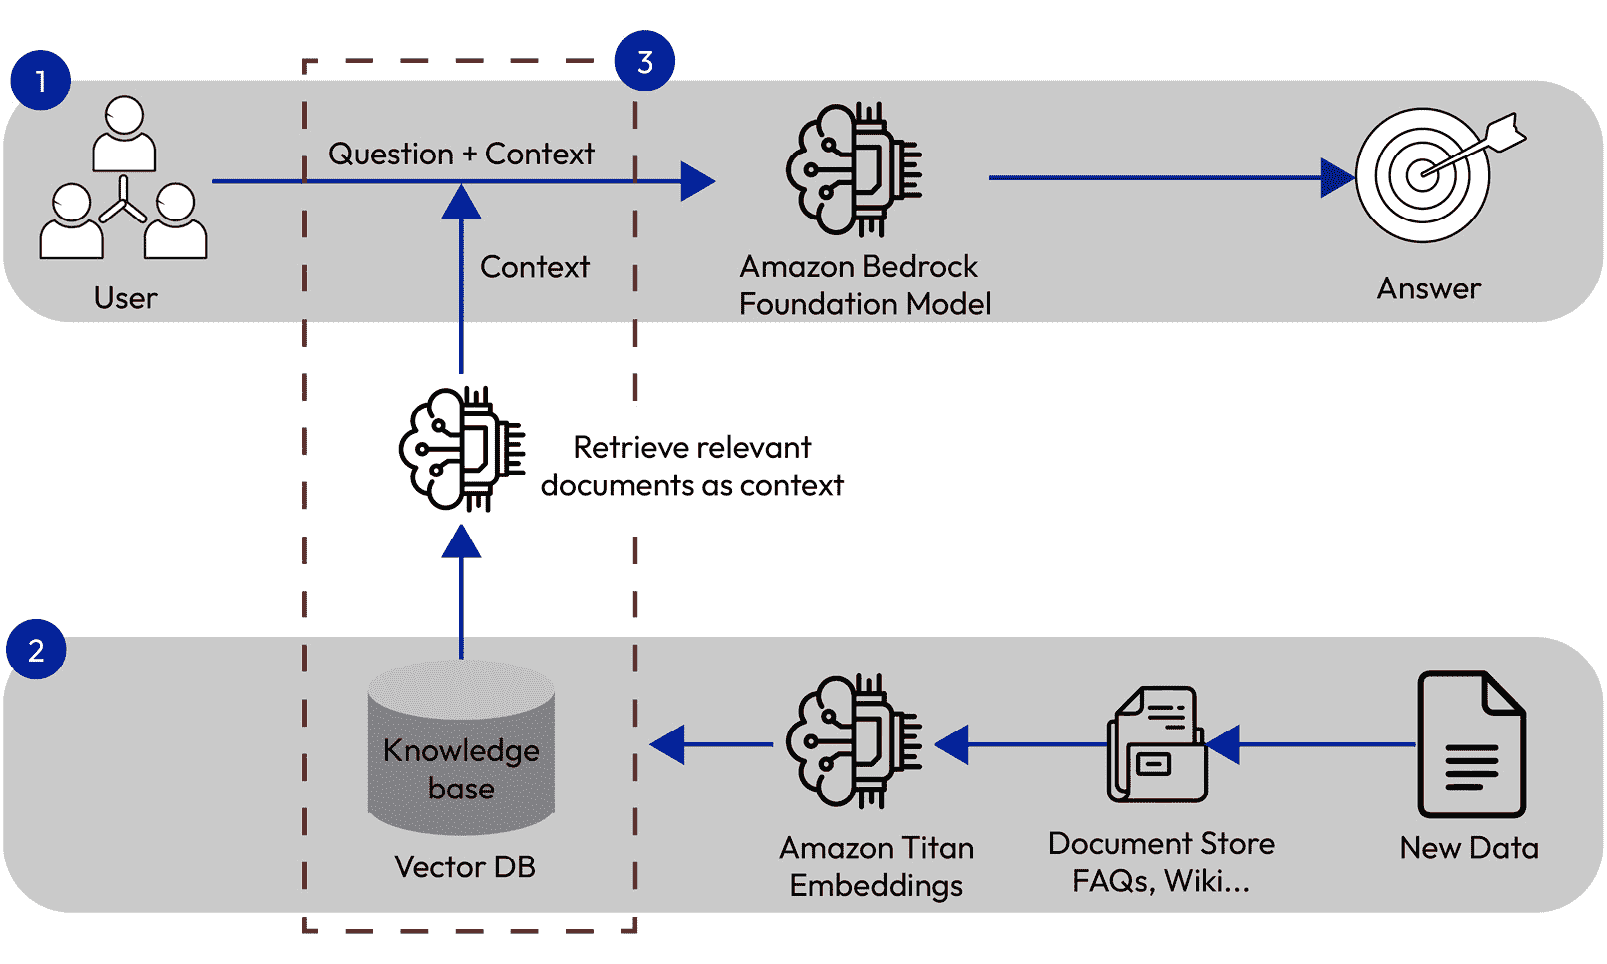 1
3
Question + Context
User
Context
Amazon Bedrock
Foundation Model
Answer
Retrieve relevant
documents as context
2
Knowledge
base
Vector DB
Amazon Titan
Embeddings
Document Store
FAQs, Wiki...
New Data